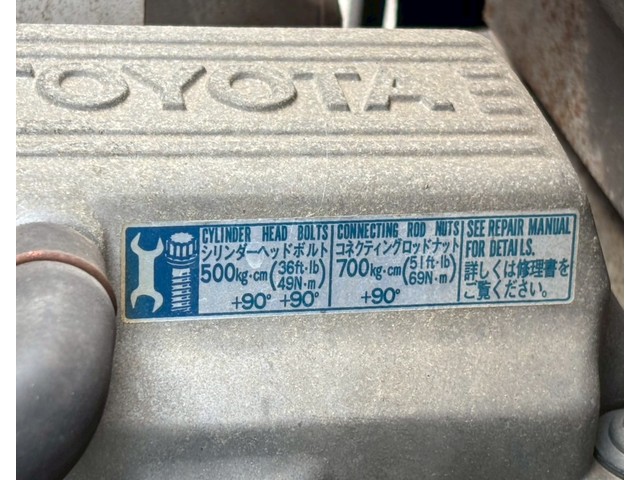 TOYOTA
CYLINDER HEAD BOLTS
シリンダーヘッドボルト
500kg·cm (36ft·lb 49N·m)
+90° +90°
CONNECTING ROD NUTS
コネクティングロッドナット
700kg·cm (51ft·lb 69N·m)
+90°
SEE REPAIR MANUAL
FOR DETAILS.
詳しくは修理書を
ご覧ください。